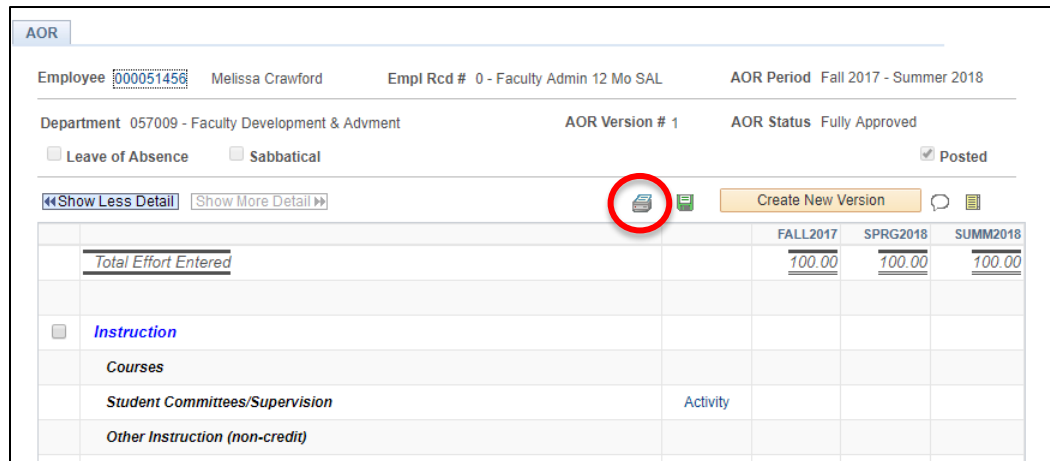 AOR
Employee 000051456 Melissa Crawford Empl Rcd # 0 - Faculty Admin 12 Mo SAL AOR Period Fall 2017 - Summer 2018
Department 057009 - Faculty Development & Advment AOR Version # 1 AOR Status Fully Approved
Leave of Absence Sabbatical Posted
Show Less Detail Show More Detail Create New Version
FALL2017 SPRG2018 SUMM2018
Total Effort Entered 100.00 100.00 100.00
Instruction
Courses
Student Committees/Supervision Activity
Other Instruction (non-credit)